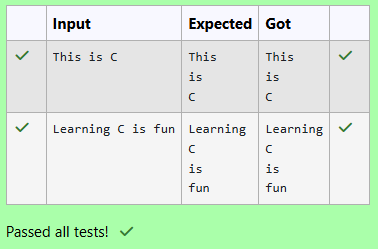 Input Expected Got
This is C This This
is is
C C
Learning C is fun Learning Learning
C C
is is
fun fun
Passed all tests!